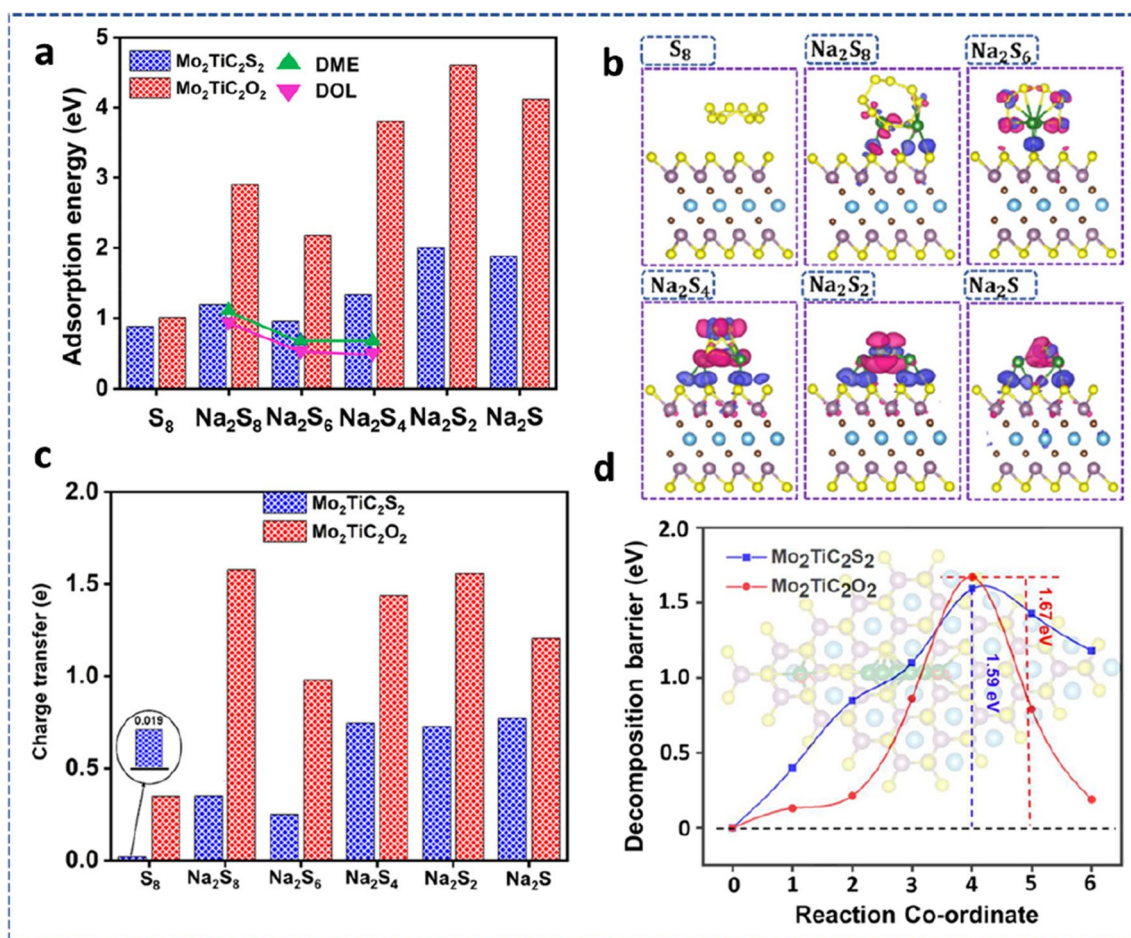 a
5
4
3
2
1
0
Adsorption energy (eV)
Mo₂TiC₂S₂
Mo₂TiC₂O₂
DME
DOL
S₈ Na₂S₈ Na₂S₆ Na₂S₄ Na₂S₂ Na₂S
b
S₈ Na₂S₈ Na₂S₆
Na₂S₄ Na₂S₂ Na₂S
c
2.0
1.5
1.0
0.5
0.0
Charge transfer (e)
Mo₂TiC₂S₂
Mo₂TiC₂O₂
0.019
S₈ Na₂S₈ Na₂S₆ Na₂S₄ Na₂S₂ Na₂S
d
2.0
1.5
1.0
0.5
0
Decomposition barrier (eV)
Mo₂TiC₂S₂
Mo₂TiC₂O₂
1.59 eV
1.67 eV
0 1 2 3 4 5 6
Reaction Co-ordinate